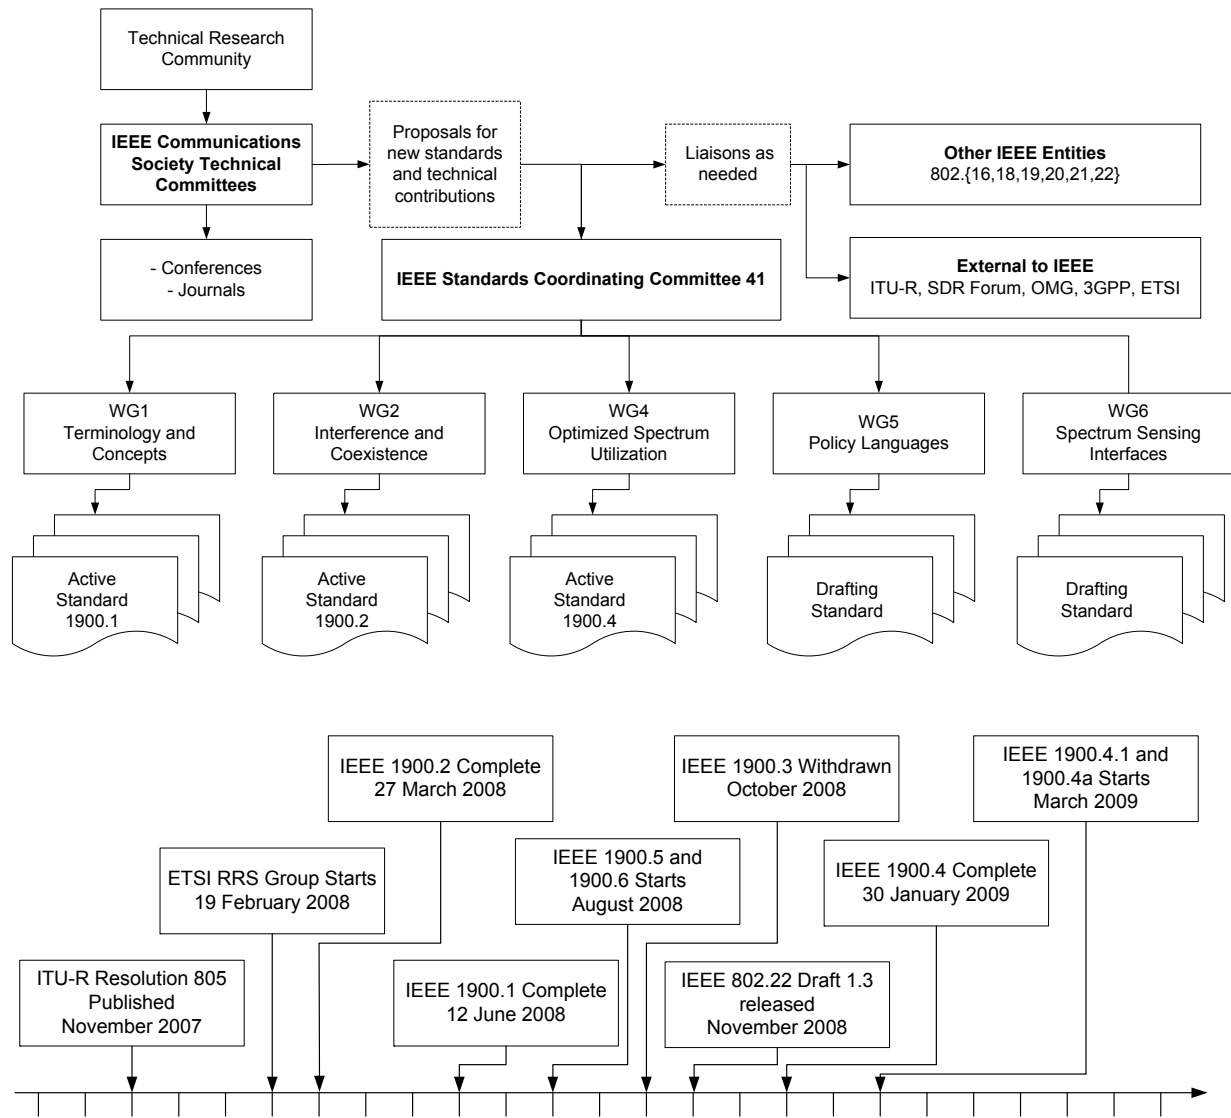 Technical Research
Community
IEEE Communications
Society Technical
Committees
Proposals for
new standards
and technical
contributions
Liaisons as
needed
Other IEEE Entities
802.{16,18,19,20,21,22}
- Conferences
- Journals
IEEE Standards Coordinating Committee 41
External to IEEE
ITU-R, SDR Forum, OMG, 3GPP, ETSI
WG1
Terminology and
Concepts
WG2
Interference and
Coexistence
WG4
Optimized Spectrum
Utilization
WG5
Policy Languages
WG6
Spectrum Sensing
Interfaces
Active
Standard
1900.1
Active
Standard
1900.2
Active
Standard
1900.4
Drafting
Standard
Drafting
Standard
IEEE 1900.2 Complete
27 March 2008
IEEE 1900.3 Withdrawn
October 2008
IEEE 1900.4.1 and
1900.4a Starts
March 2009
ETSI RRS Group Starts
19 February 2008
IEEE 1900.5 and
1900.6 Starts
August 2008
IEEE 1900.4 Complete
30 January 2009
ITU-R Resolution 805
Published
November 2007
IEEE 1900.1 Complete
12 June 2008
IEEE 802.22 Draft 1.3
released
November 2008